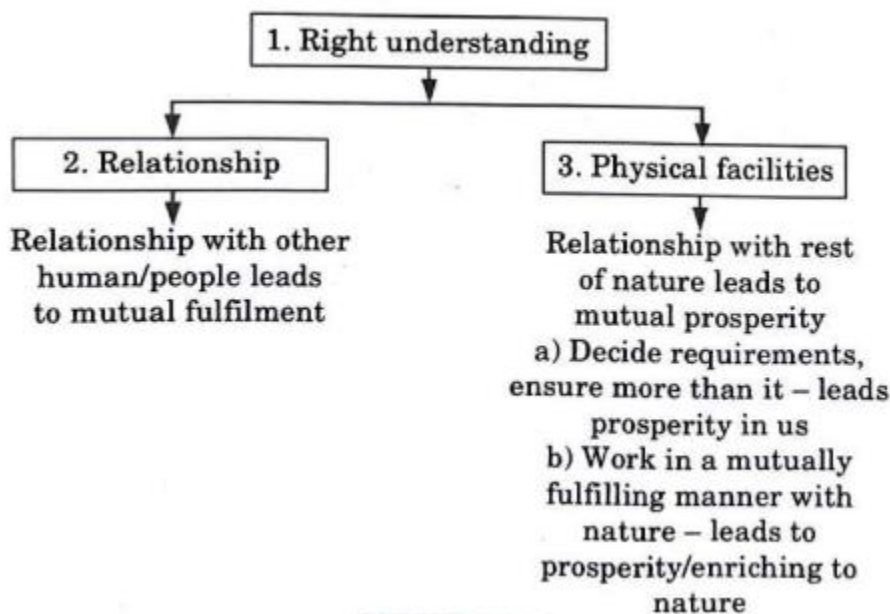 1. Right understanding
2. Relationship
3. Physical facilities
Relationship with other
human/people leads
to mutual fulfilment
Relationship with rest
of nature leads to
mutual prosperity
a) Decide requirements,
ensure more than it – leads
prosperity in us
b) Work in a mutually
fulfilling manner with
nature – leads to
prosperity/enriching to
nature